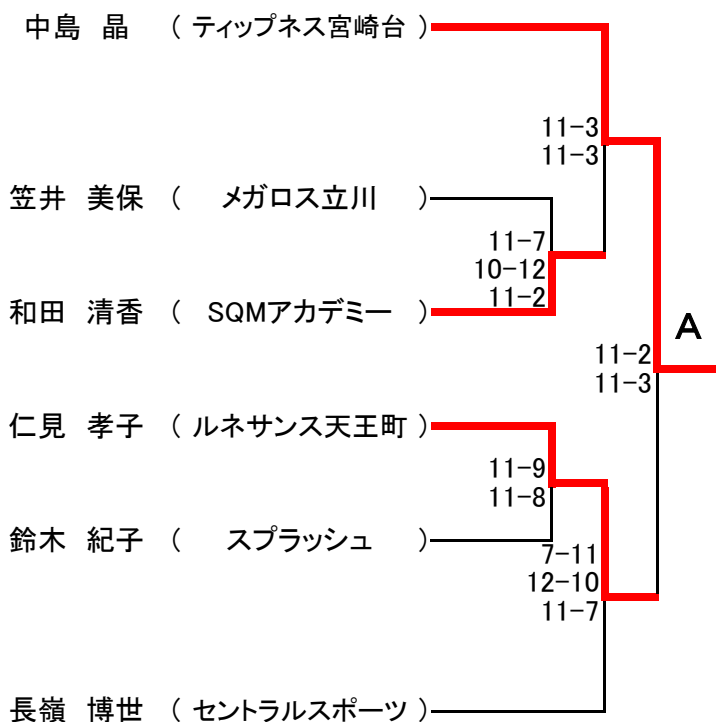 中島 晶 ( ティップネス宮崎台 )
11-3
11-3
笠井 美保 ( メガロス立川 )
11-7
10-12
11-2
和田 清香 ( SQMアカデミー )
A
11-2
11-3
仁見 孝子 ( ルネサンス天王町 )
11-9
11-8
鈴木 紀子 ( スプラッシュ )
7-11
12-10
11-7
長嶺 博世 ( セントラルスポーツ )